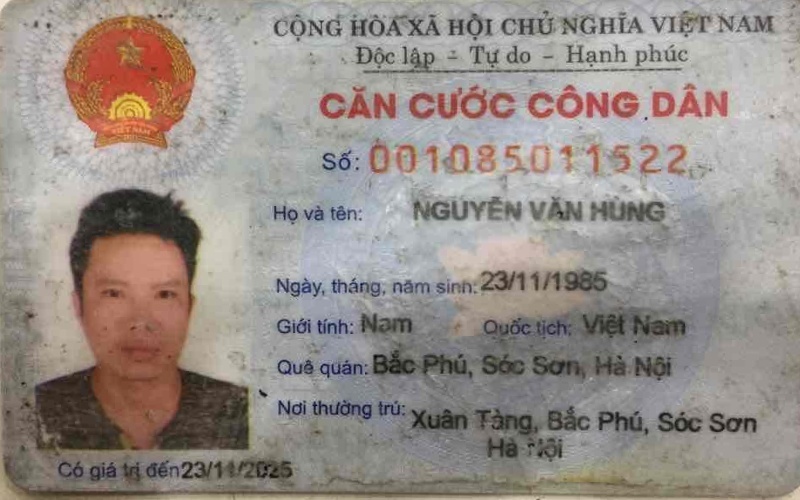 CỘNG HÒA XÃ HỘI CHỦ NGHĨA VIỆT NAM
Độc lập - Tự do - Hạnh phúc
CĂN CƯỚC CÔNG DÂN
Số: 001085011522
Họ và tên: NGUYỄN VĂN HÙNG
Ngày, tháng, năm sinh: 23/11/1985
Giới tính: Nam Quốc tịch: Việt Nam
Quê quán: Bắc Phú, Sóc Sơn, Hà Nội
Nơi thường trú: Xuân Tàng, Bắc Phú, Sóc Sơn
Hà Nội
Có giá trị đến 23/11/2025
VIỆT NAM